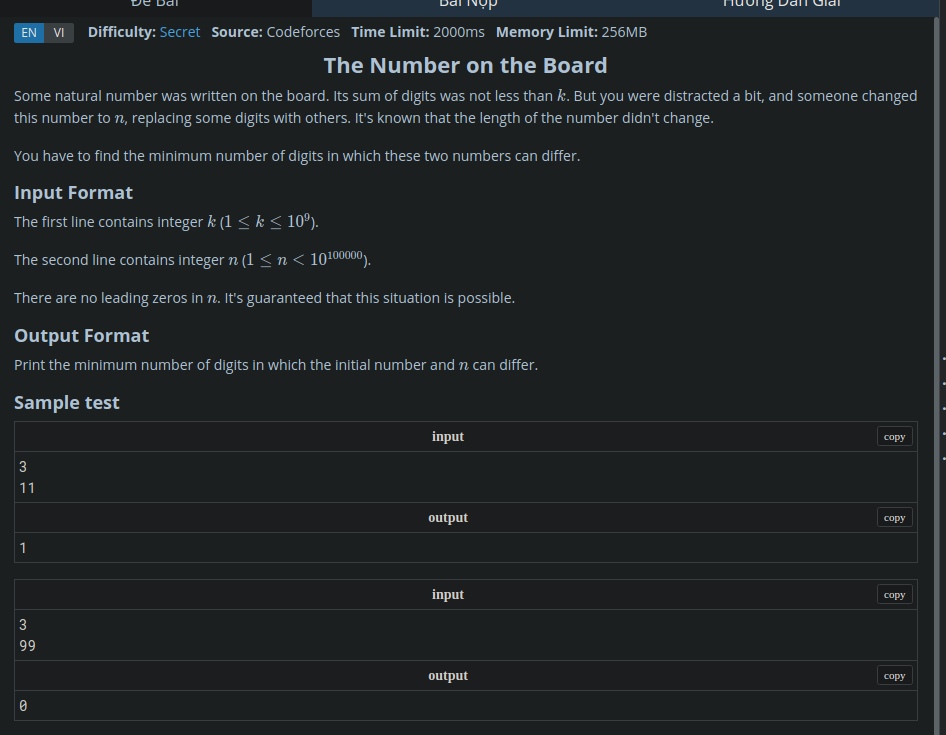 Đề Bài Bài Nộp Hướng Dẫn Giải
EN VI Difficulty: Secret Source: Codeforces Time Limit: 2000ms Memory Limit: 256MB
The Number on the Board
Some natural number was written on the board. Its sum of digits was not less than k. But you were distracted a bit, and someone changed
this number to n, replacing some digits with others. It's known that the length of the number didn't change.
You have to find the minimum number of digits in which these two numbers can differ.
Input Format
The first line contains integer k (1 ≤ k ≤ 10⁹).
The second line contains integer n (1 ≤ n < 10¹⁰⁰⁰⁰⁰).
There are no leading zeros in n. It's guaranteed that this situation is possible.
Output Format
Print the minimum number of digits in which the initial number and n can differ.
Sample test
input copy
3
11
output copy
1
input copy
3
99
output copy
0